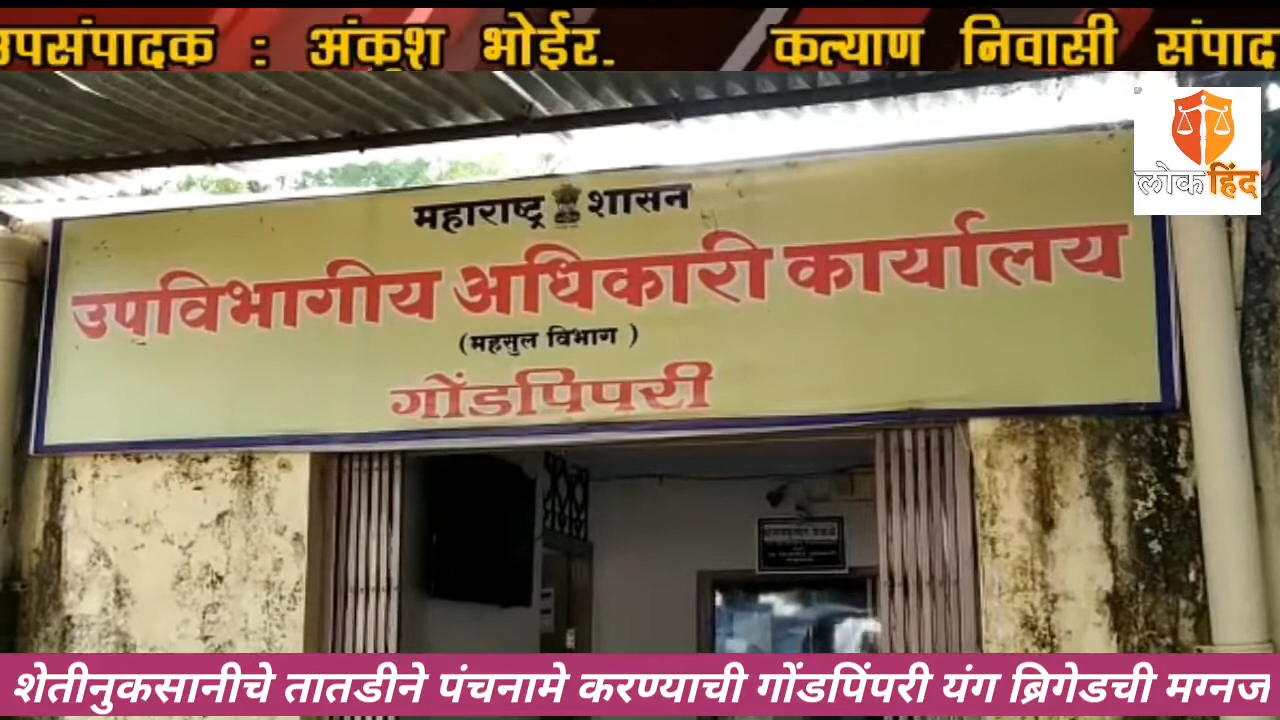 उपसंपादक : अंकुश भोईर. कल्याण निवासी संपाद
लोकहिंद
महाराष्ट्र शासन
उपविभागीय अधिकारी कार्यालय
(महसुल विभाग )
गोंडपिपरी
शेतीनुकसानीचे तातडीने पंचनामे करण्याची गोंडपिंपरी यंग ब्रिगेडची मग्नज